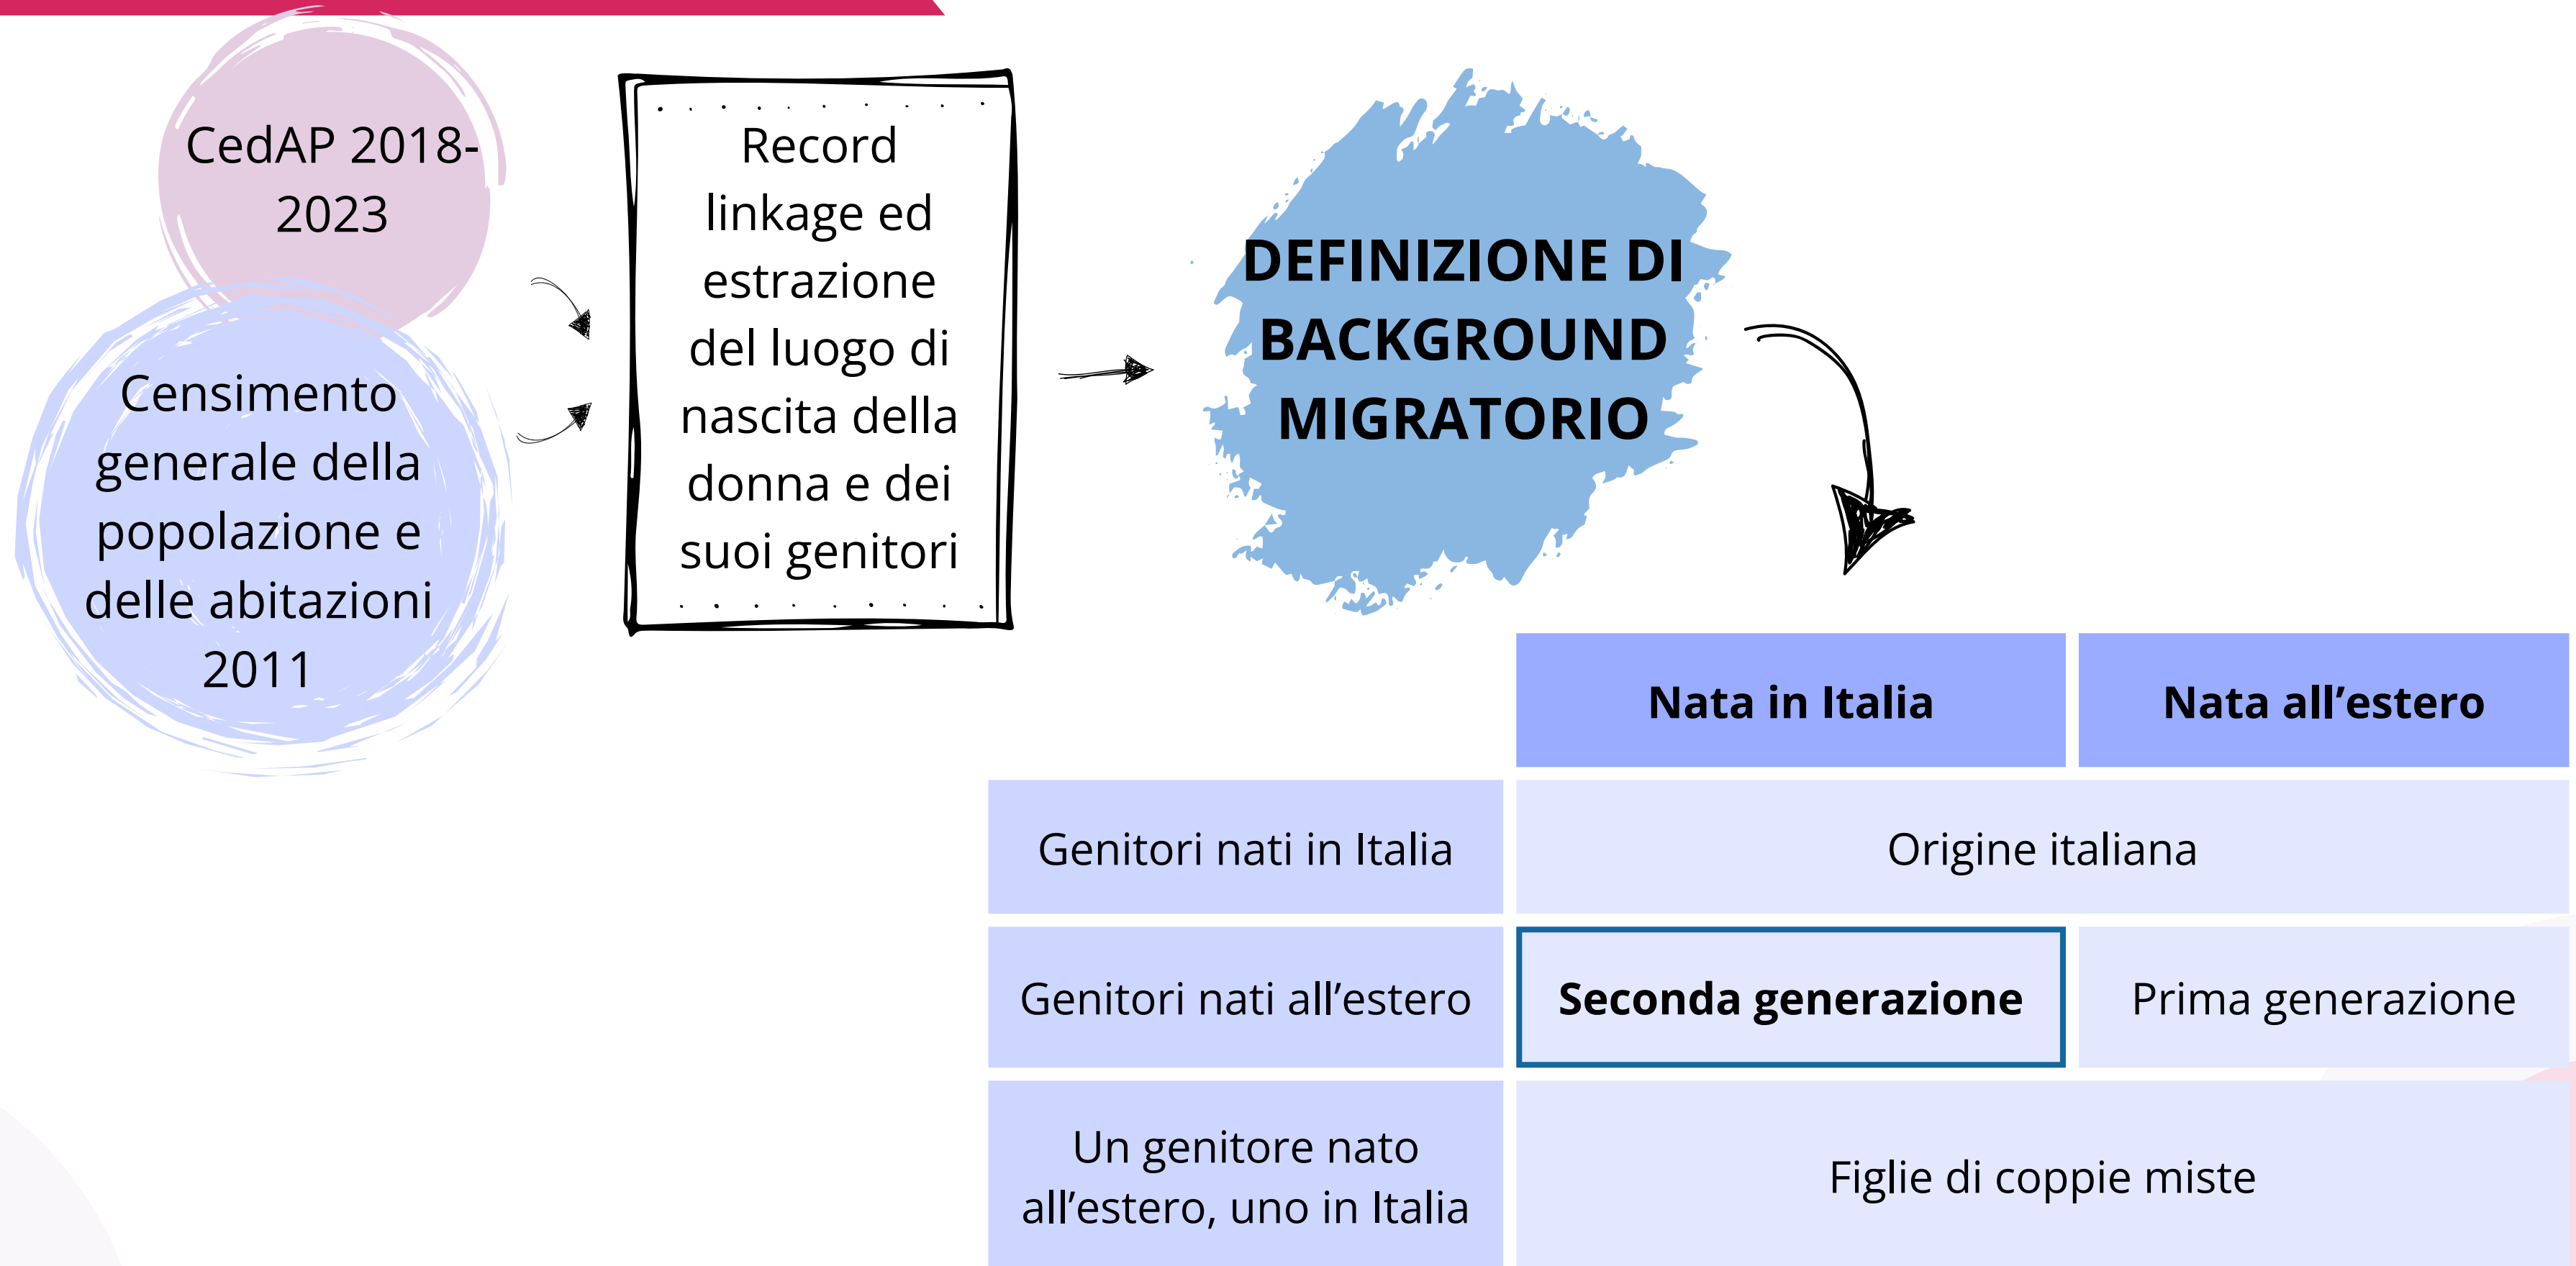 CedAP 2018-
2023
Censimento
generale della
popolazione e
delle abitazioni
2011
Record
linkage ed
estrazione
del luogo di
nascita della
donna e dei
suoi genitori
DEFINIZIONE DI
BACKGROUND
MIGRATORIO
Nata in Italia
Nata all’estero
Genitori nati in Italia
Origine italiana
Genitori nati all’estero
Seconda generazione
Prima generazione
Un genitore nato
all’estero, uno in Italia
Figlie di coppie miste